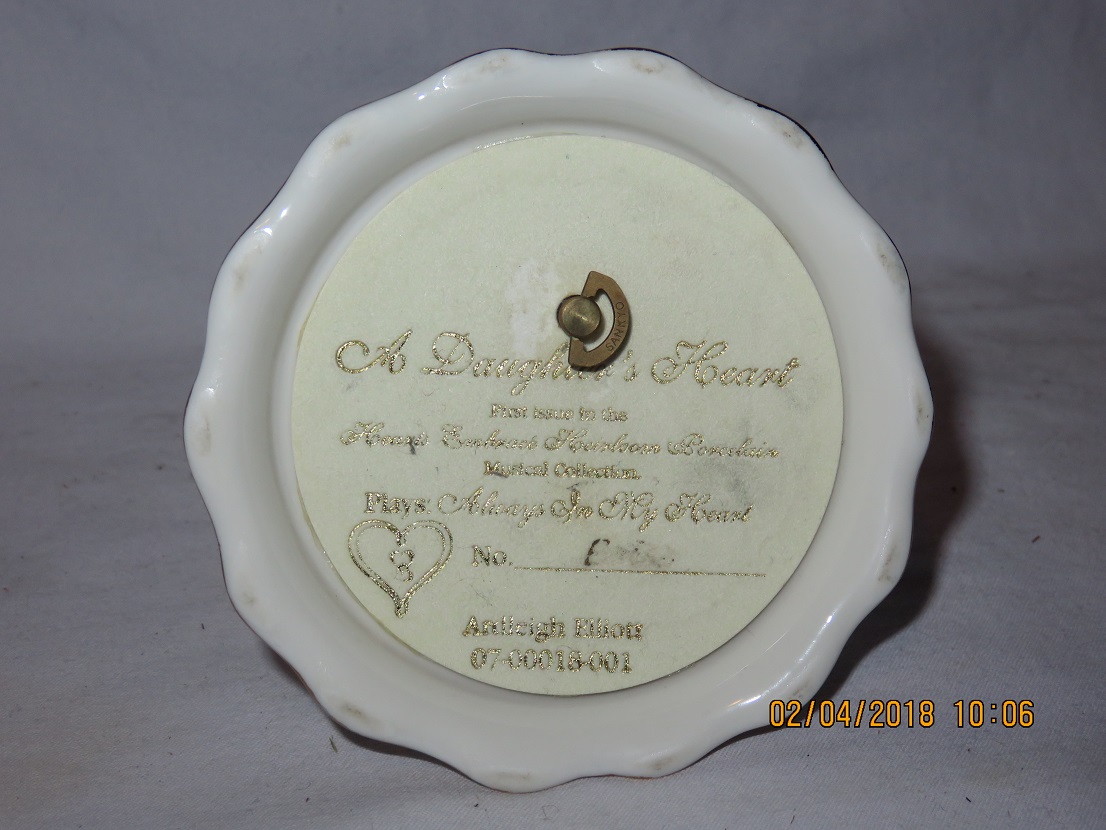 SANKYO
A Daughter's Heart
First issue in the
Heart's Embrace Heirloom Porcelain
Musical Collection.
Plays: Always In My Heart
No.
Ardleigh Elliott
07-00018-001
02/04/2018 10:06